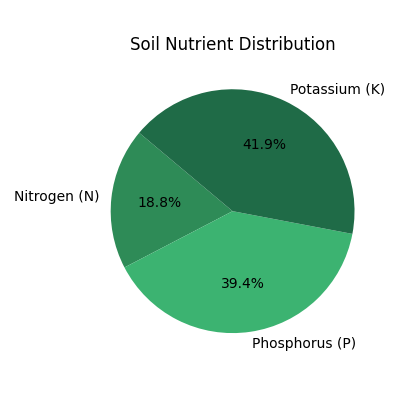 Soil Nutrient Distribution
Potassium (K)
41.9%
Nitrogen (N)
18.8%
39.4%
Phosphorus (P)